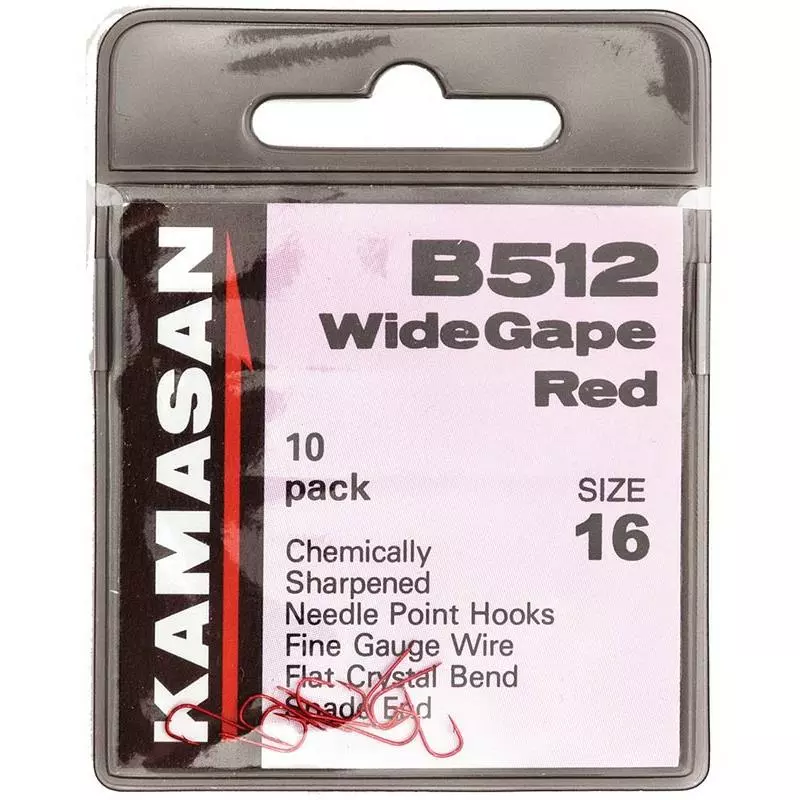 KAMASAN
B512
Wide Gape
Red
10
pack
SIZE
16
Chemically
Sharpened
Needle Point Hooks
Fine Gauge Wire
Flat Crystal Bend
Spade End